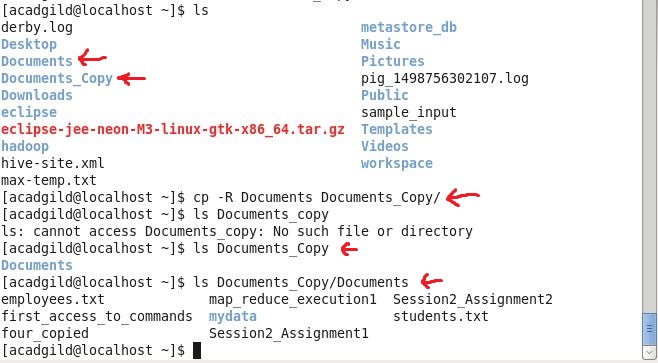 [acadgild@localhost ~]$ ls
derby.log metastore_db
Desktop Music
Documents Pictures
Documents_Copy pig_1498756302107.log
Downloads Public
eclipse sample_input
eclipse-jee-neon-M3-linux-gtk-x86_64.tar.gz Templates
hadoop Videos
hive-site.xml workspace
max-temp.txt
[acadgild@localhost ~]$ cp -R Documents Documents_Copy/
[acadgild@localhost ~]$ ls Documents_copy
ls: cannot access Documents_copy: No such file or directory
[acadgild@localhost ~]$ ls Documents_Copy
Documents
[acadgild@localhost ~]$ ls Documents_Copy/Documents
employees.txt map_reduce_execution1 Session2_Assignment2
first_access_to_commands mydata students.txt
four_copied Session2_Assignment1
[acadgild@localhost ~]$